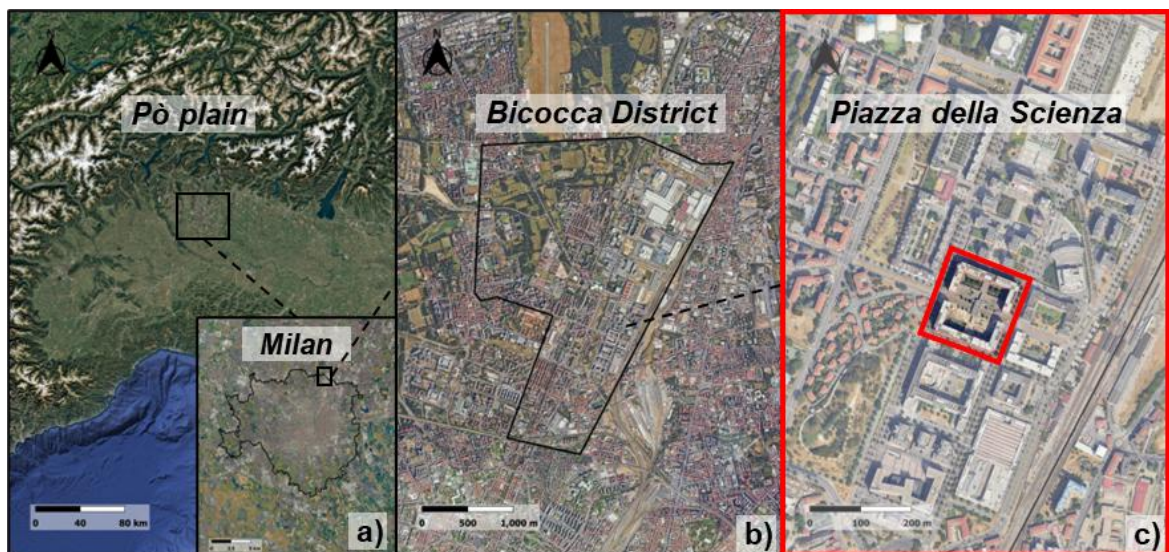 Pò plain
Milan
0 40 80 km
a)
Bicocca District
0 500 1,000 m
b)
Piazza della Scienza
0 100 200 m
c)